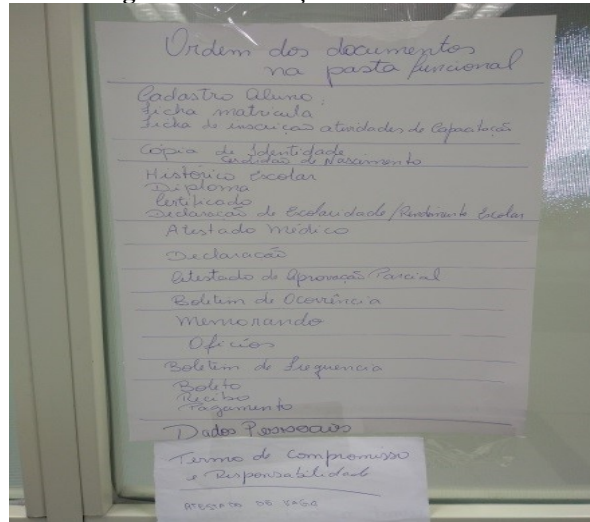 Ordem dos documentos
na pasta funcional
Cadastro Aluno
Ficha matrícula
Ficha de inscrição atividades de Capacitação
Cópia de Identidade
Certidão de Nascimento
Histórico Escolar
Diploma
Certificado
Declaração de Escolaridade/Rendimento Escolar
Atestado Médico
Declaração
Atestado de Aprovação Parcial
Boletim de Ocorrência
Memorando
Ofícios
Boletim de Frequencia
Boleto
Recibo
Pagamento
Dados Pessoais
Termo de Compromisso
e Responsabilidade
ATESTADO DE VAGA